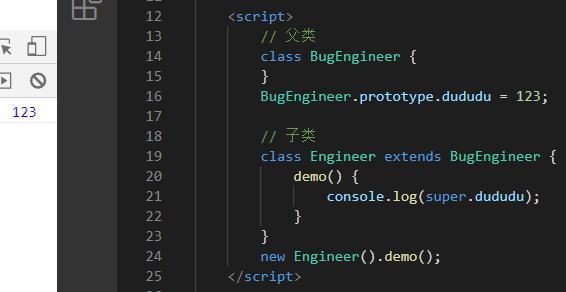 123
12 <script>
13 // 父类
14 class BugEngineer {
15 }
16 BugEngineer.prototype.dududu = 123;
17
18 // 子类
19 class Engineer extends BugEngineer {
20 demo() {
21 console.log(super.dududu);
22 }
23 }
24 new Engineer().demo();
25 </script>